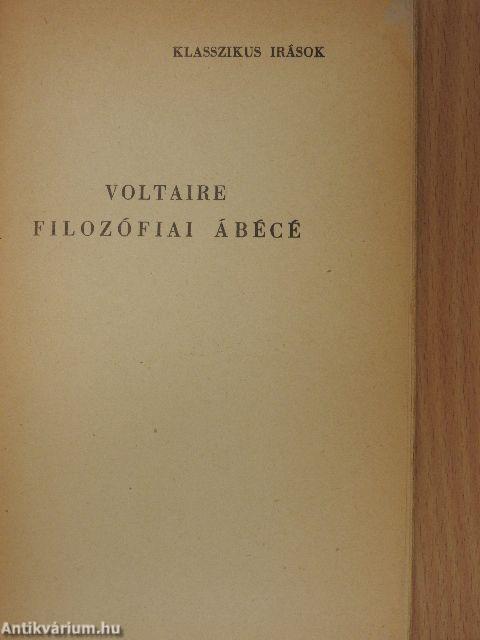 KLASSZIKUS IRÁSOK
VOLTAIRE
FILOZÓFIAI ÁBÉCÉ
Antikvárium.hu